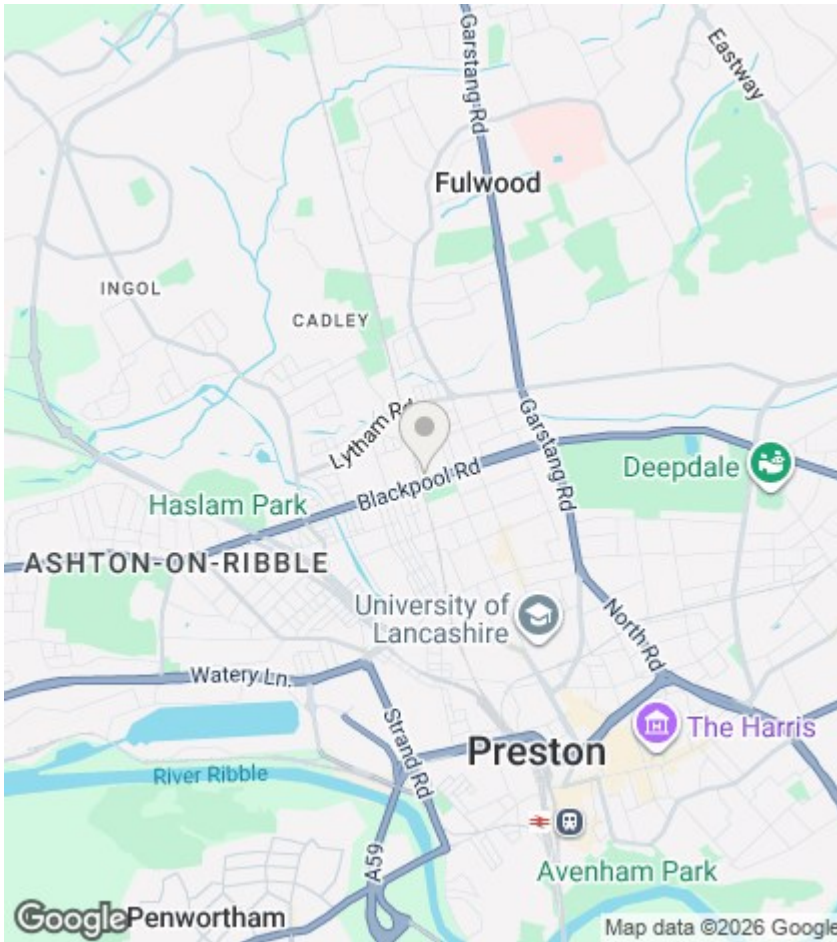 Garstang Rd
Eastway
Fulwood
INGOL
CADLEY
Lytham Rd
Garstang Rd
Blackpool Rd
Deepdale
Haslam Park
ASHTON-ON-RIBBLE
University of
Lancashire
North Rd
Watery Ln.
Strand Rd
The Harris
Preston
River Ribble
A59
Avenham Park
Penwortham
Google
Map data ©2026 Google